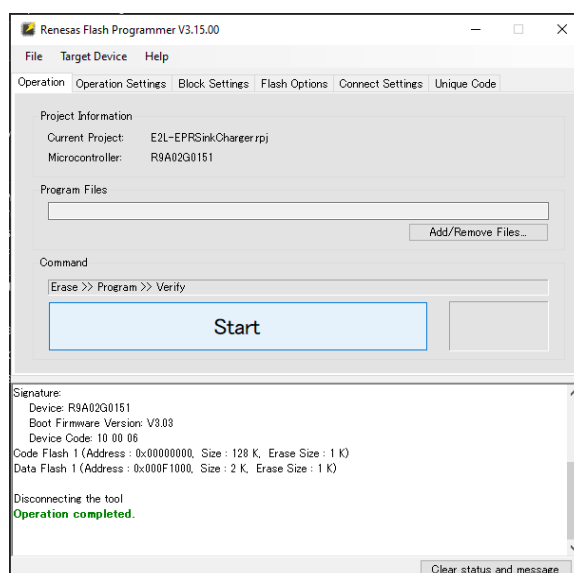 Renesas Flash Programmer V3.15.00
File Target Device Help
Operation Operation Settings Block Settings Flash Options Connect Settings Unique Code
Project Information
Current Project: E2L-EPRSinkCharger.rpj
Microcontroller: R9A02G0151
Program Files
Add/Remove Files...
Command
Erase >> Program >> Verify
Start
Signature:
Device: R9A02G0151
Boot Firmware Version: V3.03
Device Code: 10 00 06
Code Flash 1 (Address : 0x00000000, Size : 128 K, Erase Size : 1 K)
Data Flash 1 (Address : 0x000F1000, Size : 2 K, Erase Size : 1 K)
Disconnecting the tool
Operation completed.
Clear status and message